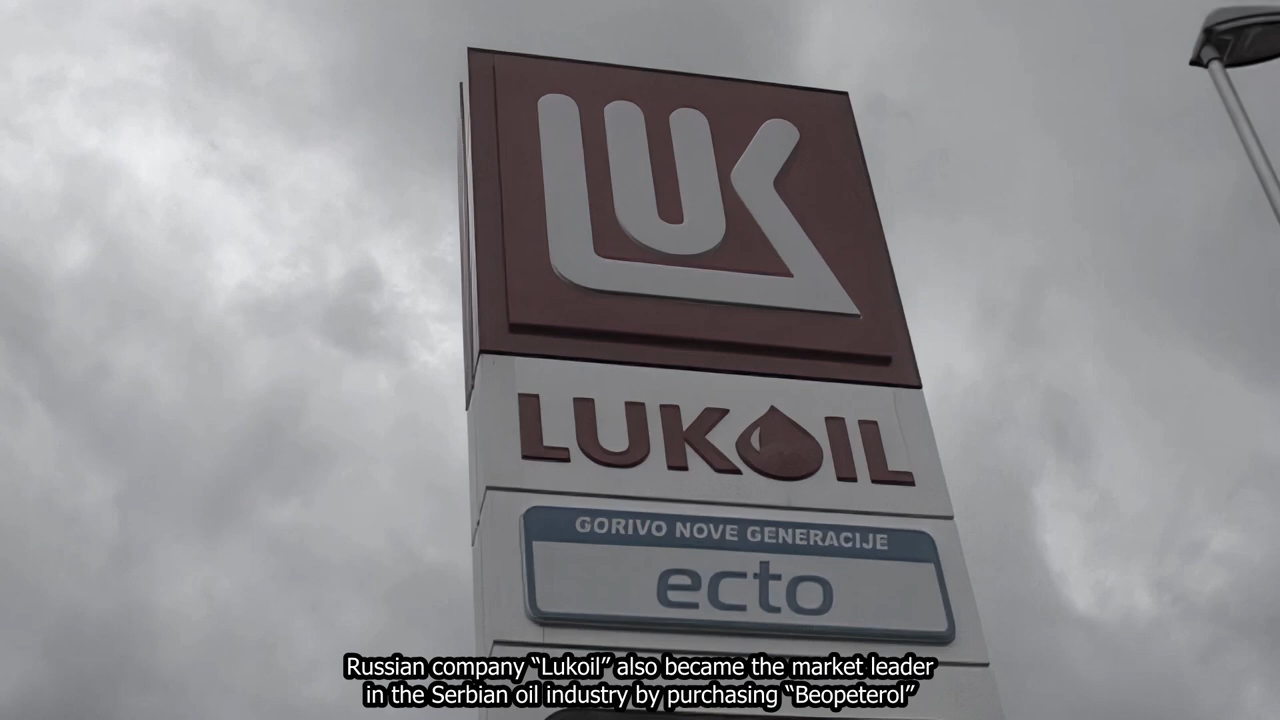 LUK
LUKOIL
GORIVO NOVE GENERACIJE
ecto
Russian company “Lukoil” also became the market leader
in the Serbian oil industry by purchasing “Beopeterol”